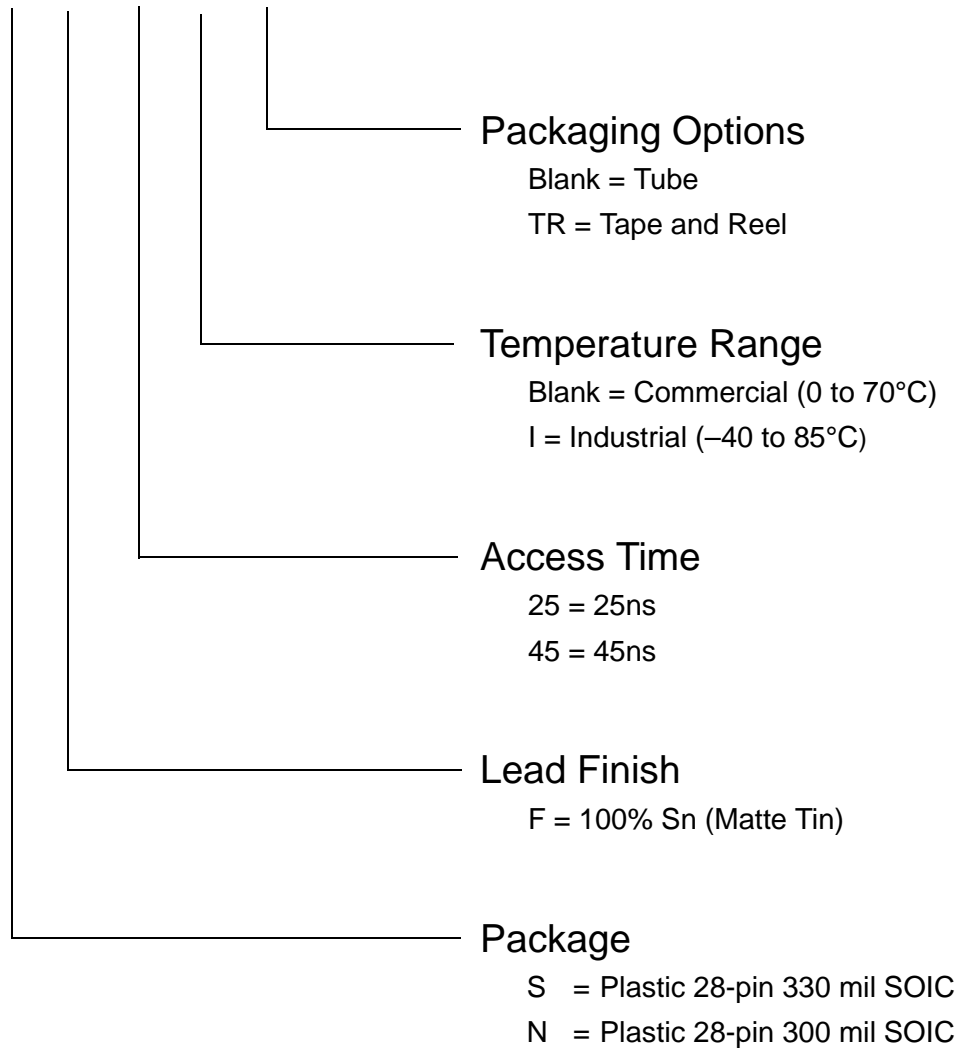 Packaging Options
Blank = Tube
TR = Tape and Reel
Temperature Range
Blank = Commercial (0 to 70°C)
I = Industrial (–40 to 85°C)
Access Time
25 = 25ns
45 = 45ns
Lead Finish
F = 100% Sn (Matte Tin)
Package
S = Plastic 28-pin 330 mil SOIC
N = Plastic 28-pin 300 mil SOIC